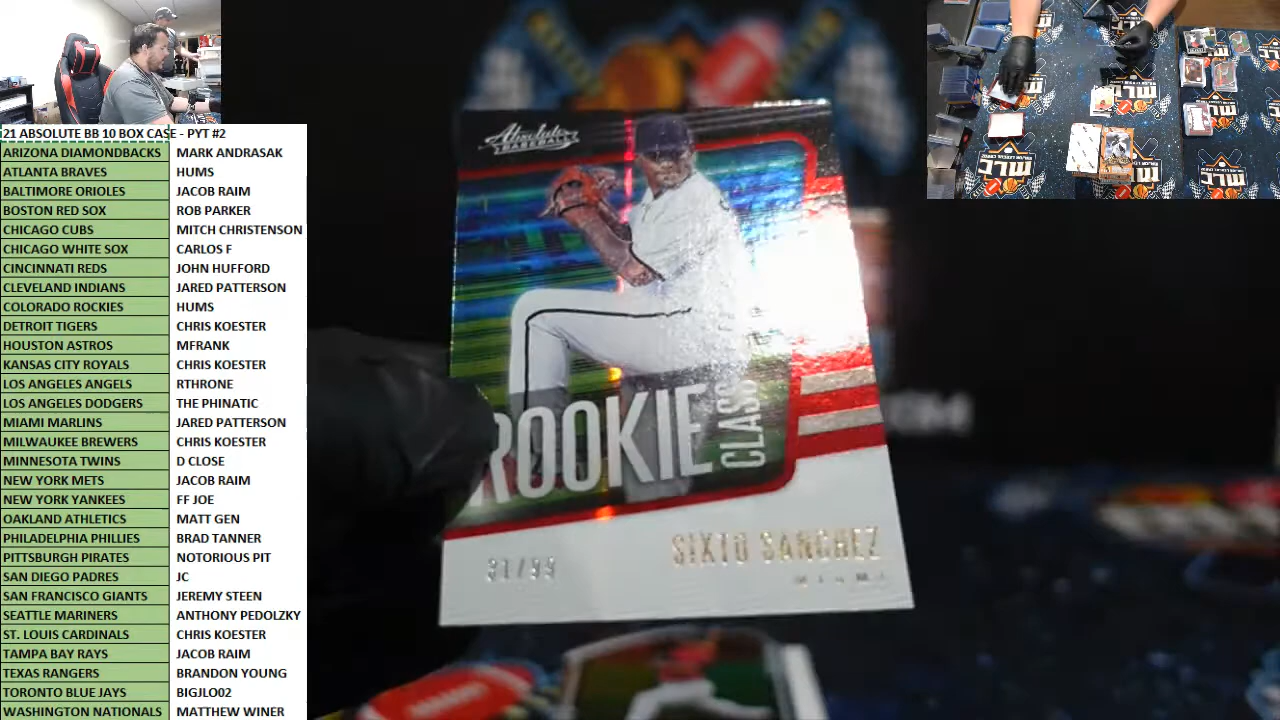 21 ABSOLUTE BB 10 BOX CASE - PYT #2
ARIZONA DIAMONDBACKS MARK ANDRASAK
ATLANTA BRAVES HUMS
BALTIMORE ORIOLES JACOB RAIM
BOSTON RED SOX ROB PARKER
CHICAGO CUBS MITCH CHRISTENSON
CHICAGO WHITE SOX CARLOS F
CINCINNATI REDS JOHN HUFFORD
CLEVELAND INDIANS JARED PATTERSON
COLORADO ROCKIES HUMS
DETROIT TIGERS CHRIS KOESTER
HOUSTON ASTROS MFRANK
KANSAS CITY ROYALS CHRIS KOESTER
LOS ANGELES ANGELS RTHRONE
LOS ANGELES DODGERS THE PHINATIC
MIAMI MARLINS JARED PATTERSON
MILWAUKEE BREWERS CHRIS KOESTER
MINNESOTA TWINS D CLOSE
NEW YORK METS JACOB RAIM
NEW YORK YANKEES FF JOE
OAKLAND ATHLETICS MATT GEN
PHILADELPHIA PHILLIES BRAD TANNER
PITTSBURGH PIRATES NOTORIOUS PIT
SAN DIEGO PADRES JC
SAN FRANCISCO GIANTS JEREMY STEEN
SEATTLE MARINERS ANTHONY PEDOLZKY
ST. LOUIS CARDINALS CHRIS KOESTER
TAMPA BAY RAYS JACOB RAIM
TEXAS RANGERS BRANDON YOUNG
TORONTO BLUE JAYS BIGJLO02
WASHINGTON NATIONALS MATTHEW WINER
Absolute
BASEBALL
ROOKIE
CLASS
SIXTO SANCHEZ
MIAMI
MLC
MLC
MLC
MLC